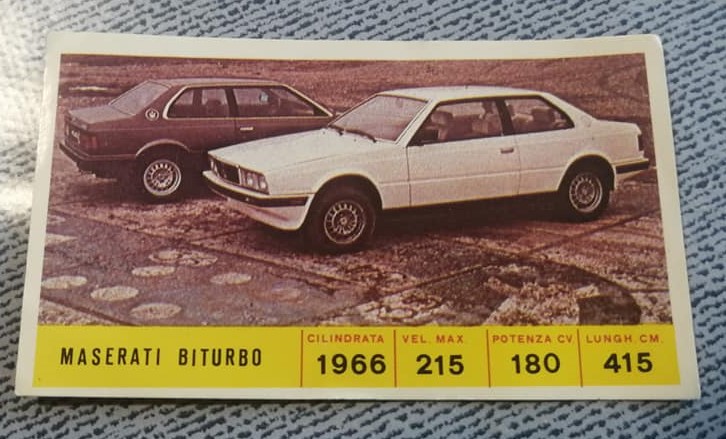 MASERATI BITURBO
CILINDRATA
1966
VEL. MAX.
215
POTENZA CV.
180
LUNGH. CM.
415